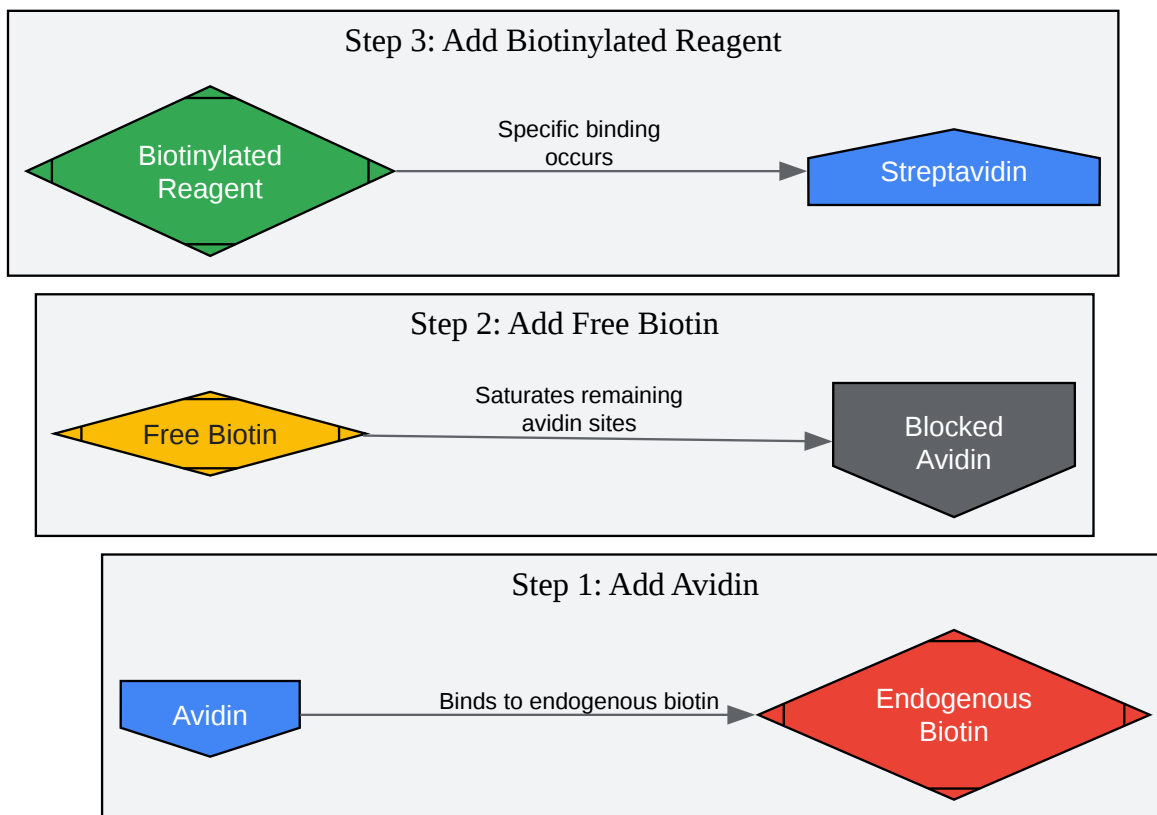 Step 3: Add Biotinylated Reagent
Biotinylated
Reagent
Specific binding
occurs
Streptavidin
Step 2: Add Free Biotin
Free Biotin
Saturates remaining
avidin sites
Blocked
Avidin
Step 1: Add Avidin
Avidin
Binds to endogenous biotin
Endogenous
Biotin